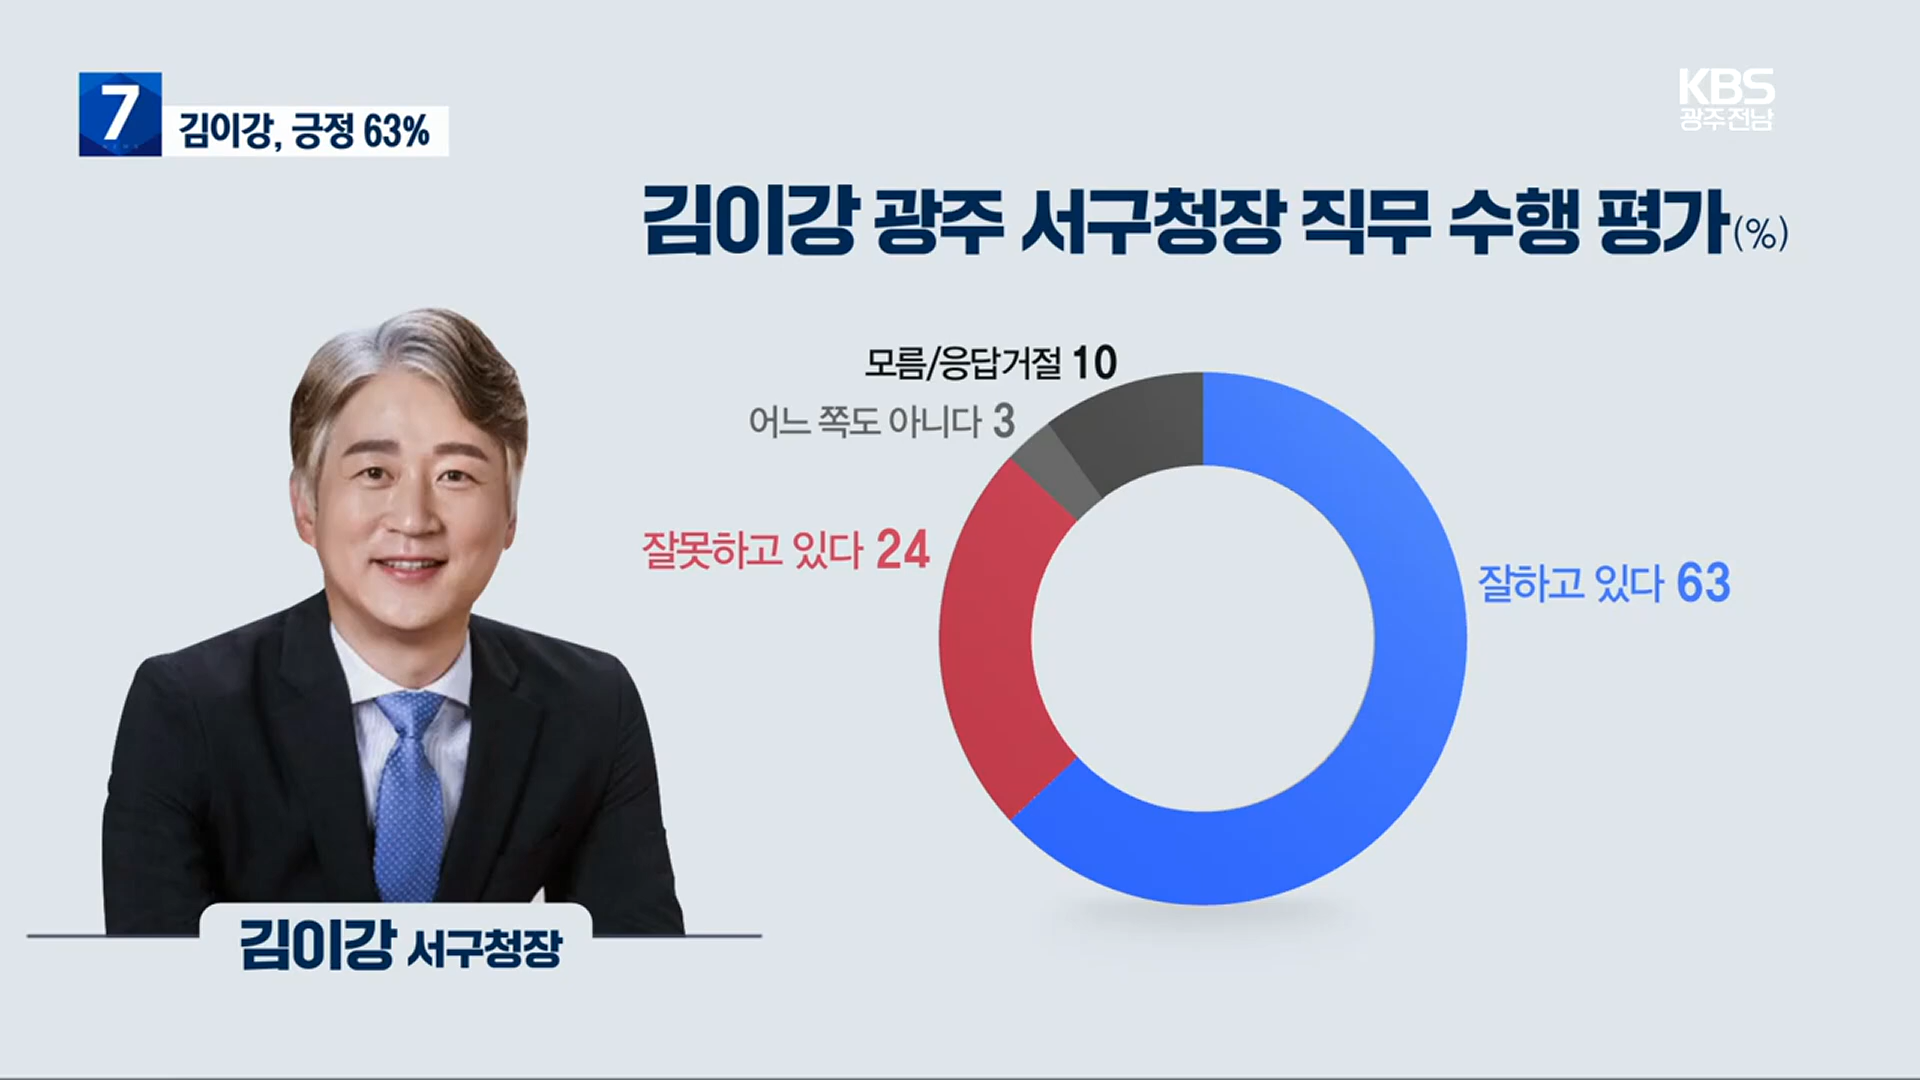 7
김이강, 긍정 63%
KBS
광주전남
김이강 광주 서구청장 직무 수행 평가(%)
모름/응답거절 10
어느 쪽도 아니다 3
잘못하고 있다 24
잘하고 있다 63
김이강 서구청장